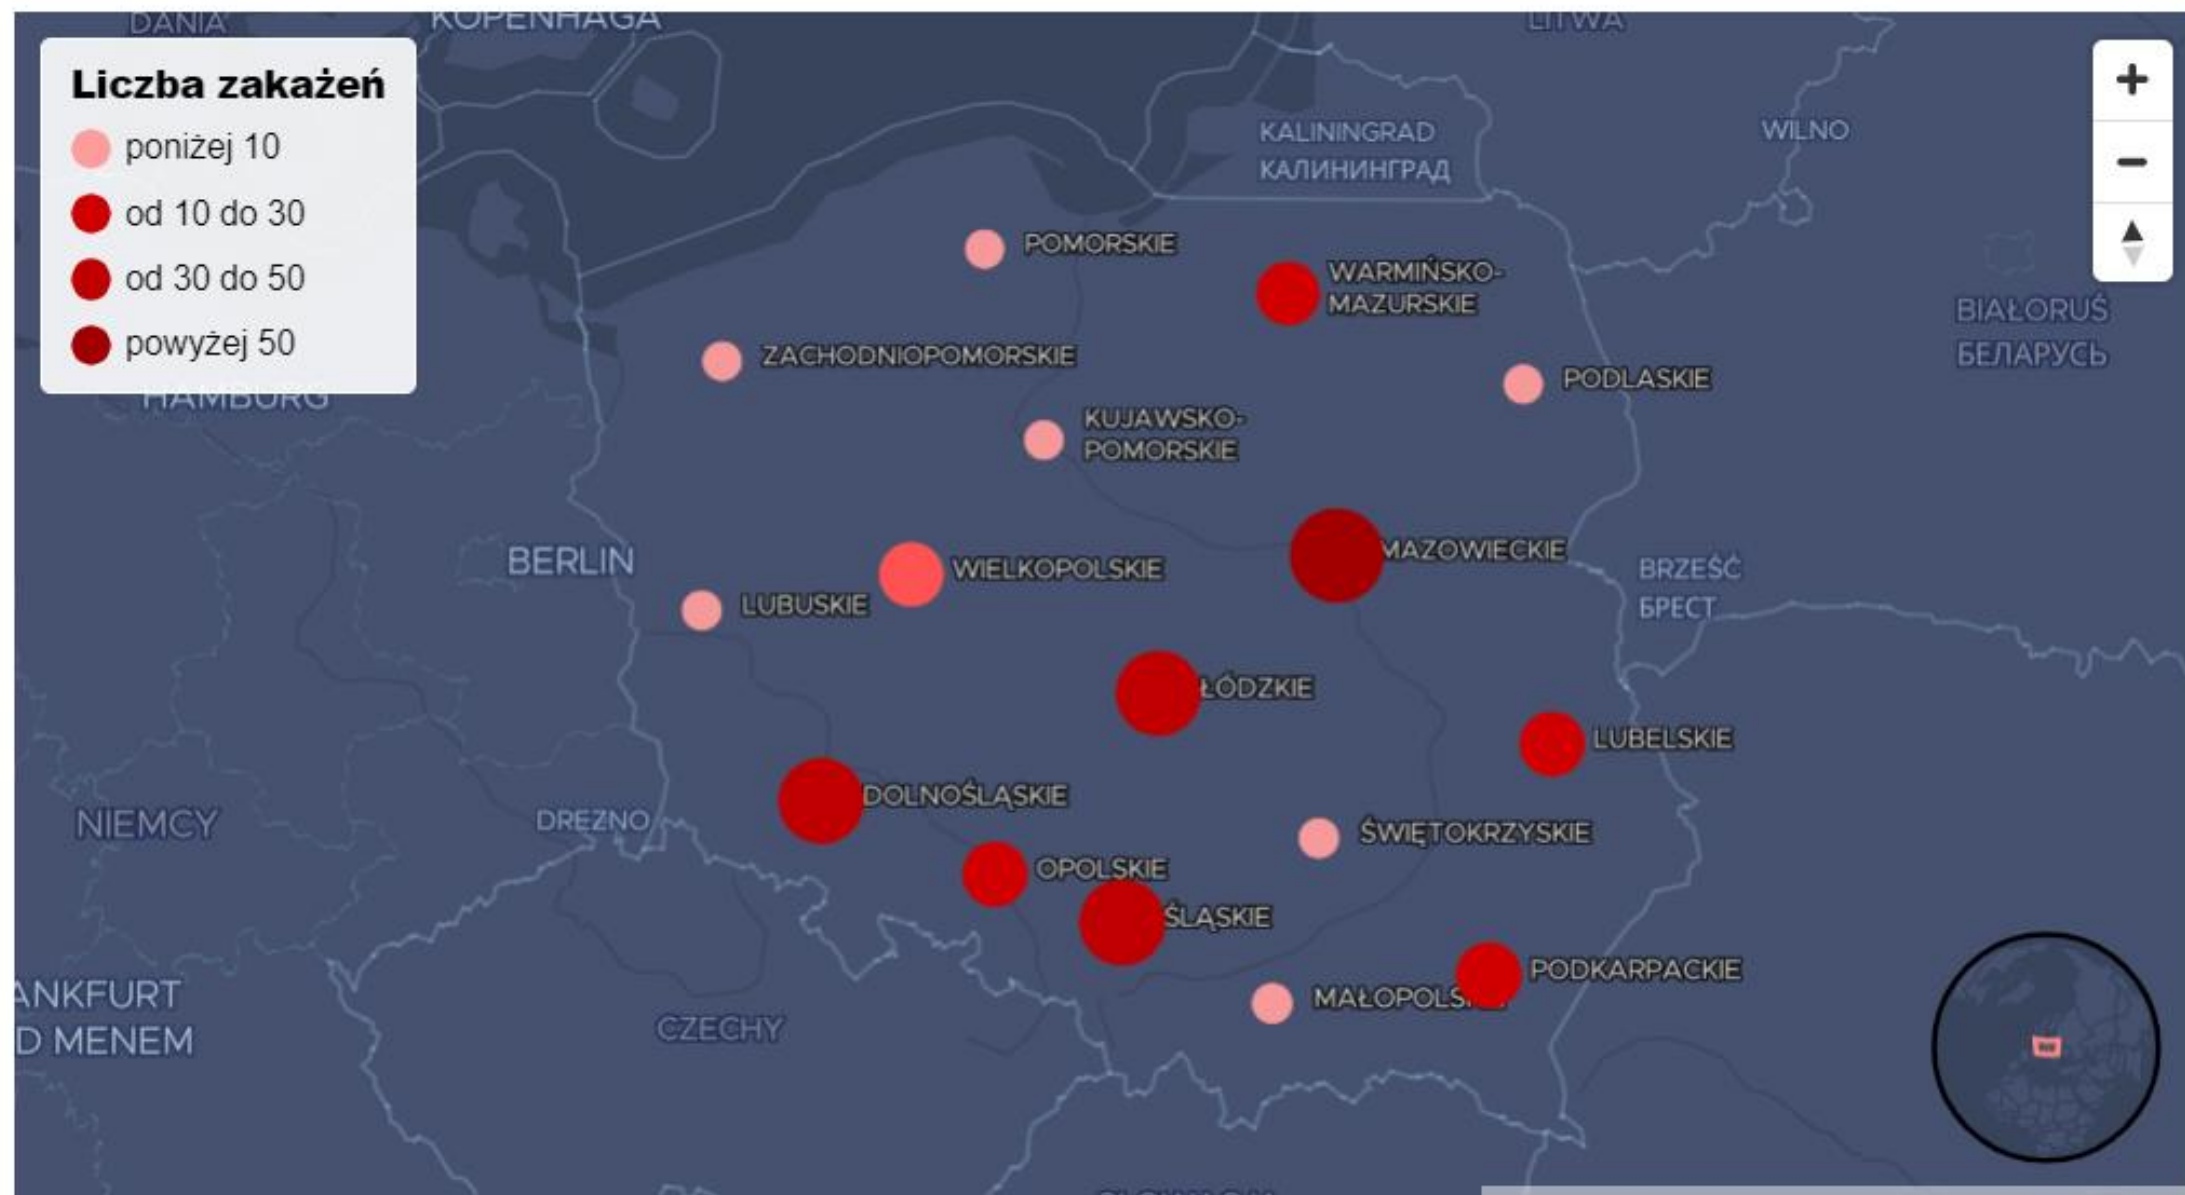 DANIA
KOPENHAGA
LITWA
Liczba zakażeń
poniżej 10
od 10 do 30
od 30 do 50
powyżej 50
HAMBURG
KALININGRAD
КАЛИНИНГРАД
WILNO
POMORSKIE
WARMIŃSKO-
MAZURSKIE
BIAŁORUŚ
БЕЛАРУСЬ
ZACHODNIOPOMORSKIE
PODLASKIE
KUJAWSKO-
POMORSKIE
BERLIN
WIELKOPOLSKIE
MAZOWIECKIE
BRZEŚĆ
БРЕСТ
LUBUSKIE
ŁÓDZKIE
LUBELSKIE
DOLNOŚLĄSKIE
NIEMCY
DREZNO
ŚWIĘTOKRZYSKIE
OPOLSKIE
ŚLĄSKIE
PODKARPACKIE
MAŁOPOLS
ANKFURT
D MENEM
CZECHY